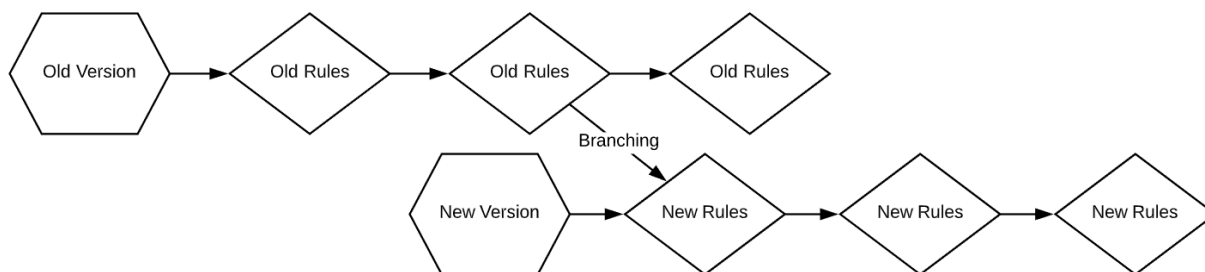 Old Version
Old Rules
Old Rules
Old Rules
Branching
New Version
New Rules
New Rules
New Rules